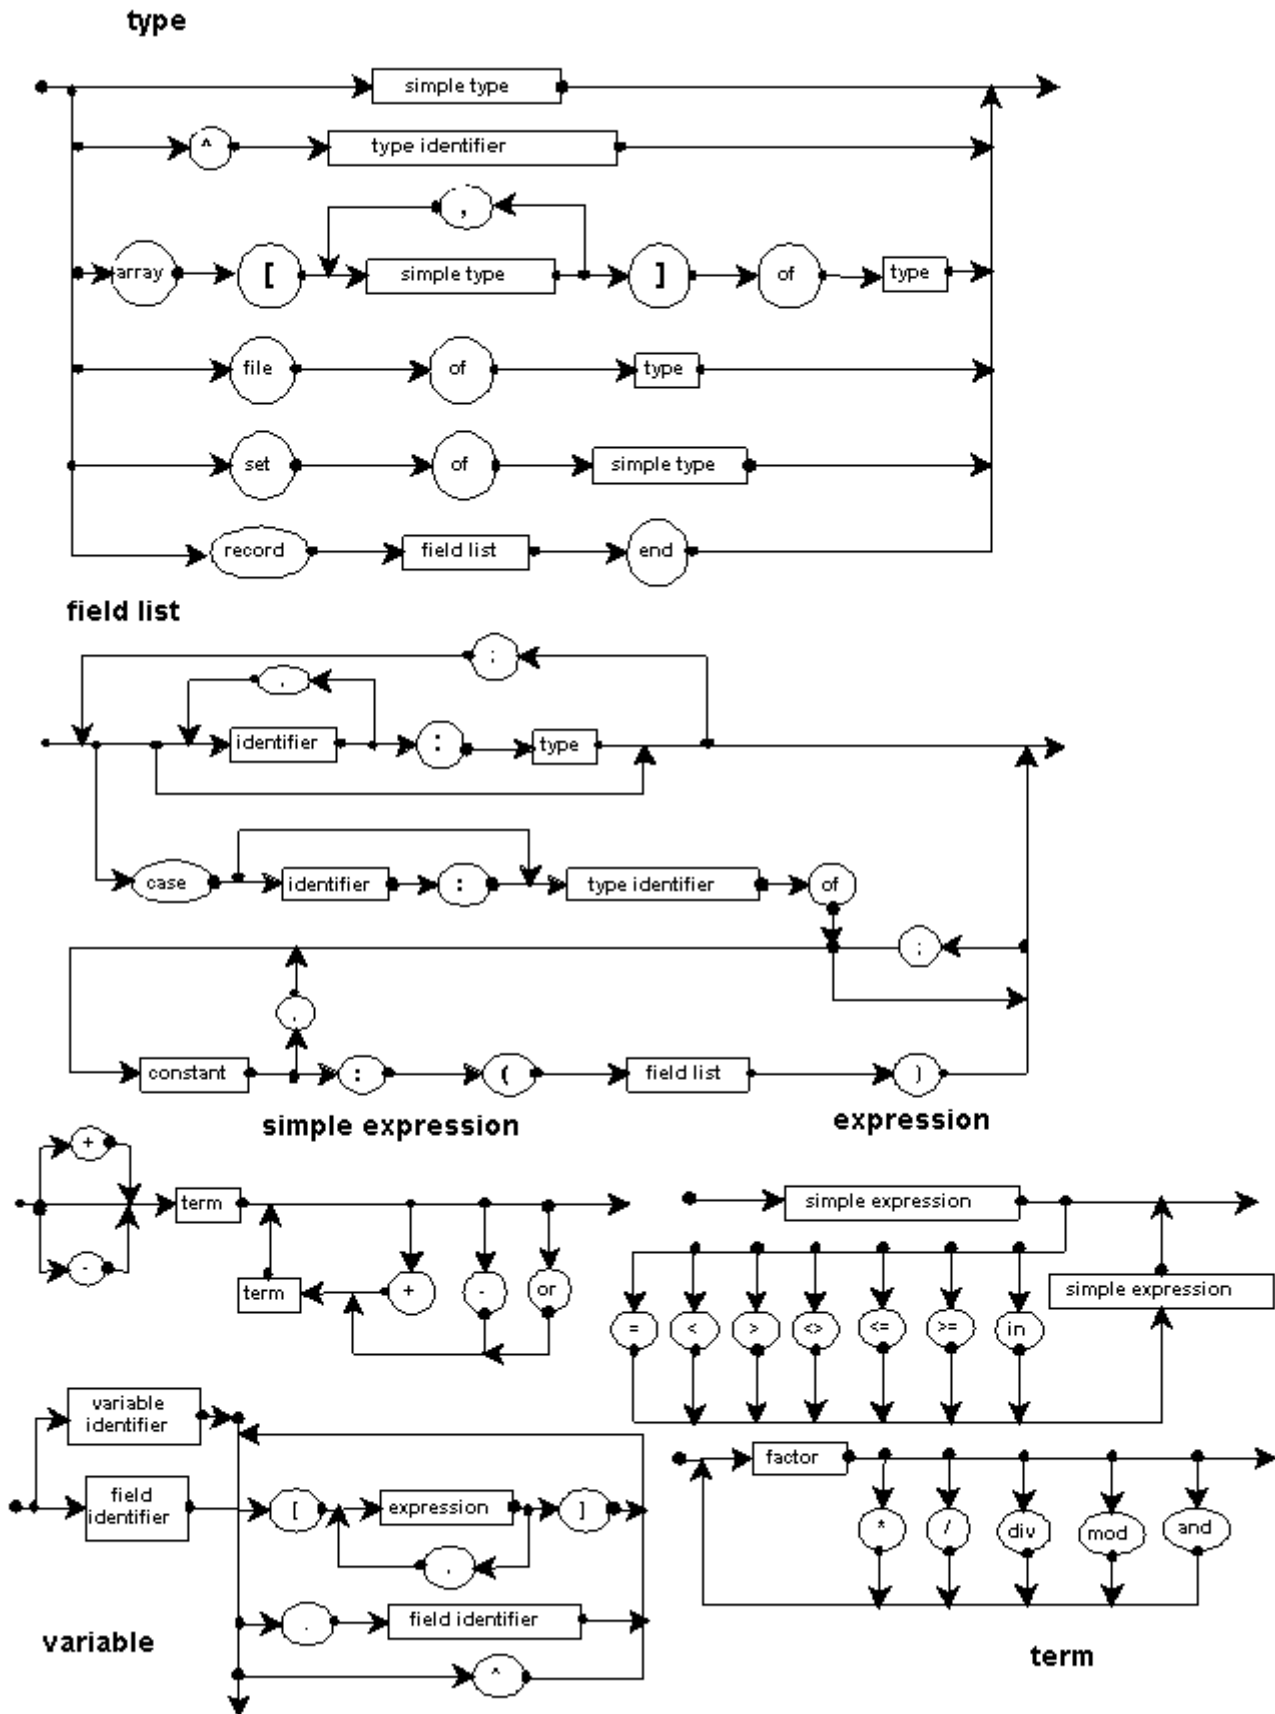 type
simple type
^ type identifier
,
array [ simple type ] of type
file of type
set of simple type
record field list end
field list
;
,
identifier : type
case identifier : type identifier of
;
,
constant : ( field list )
simple expression
expression
+
term
-
term + - or
simple expression
simple expression
= < > <> <= >= in
variable
identifier
field
identifier
[ expression ]
,
. field identifier
^
variable
factor
* / div mod and
term